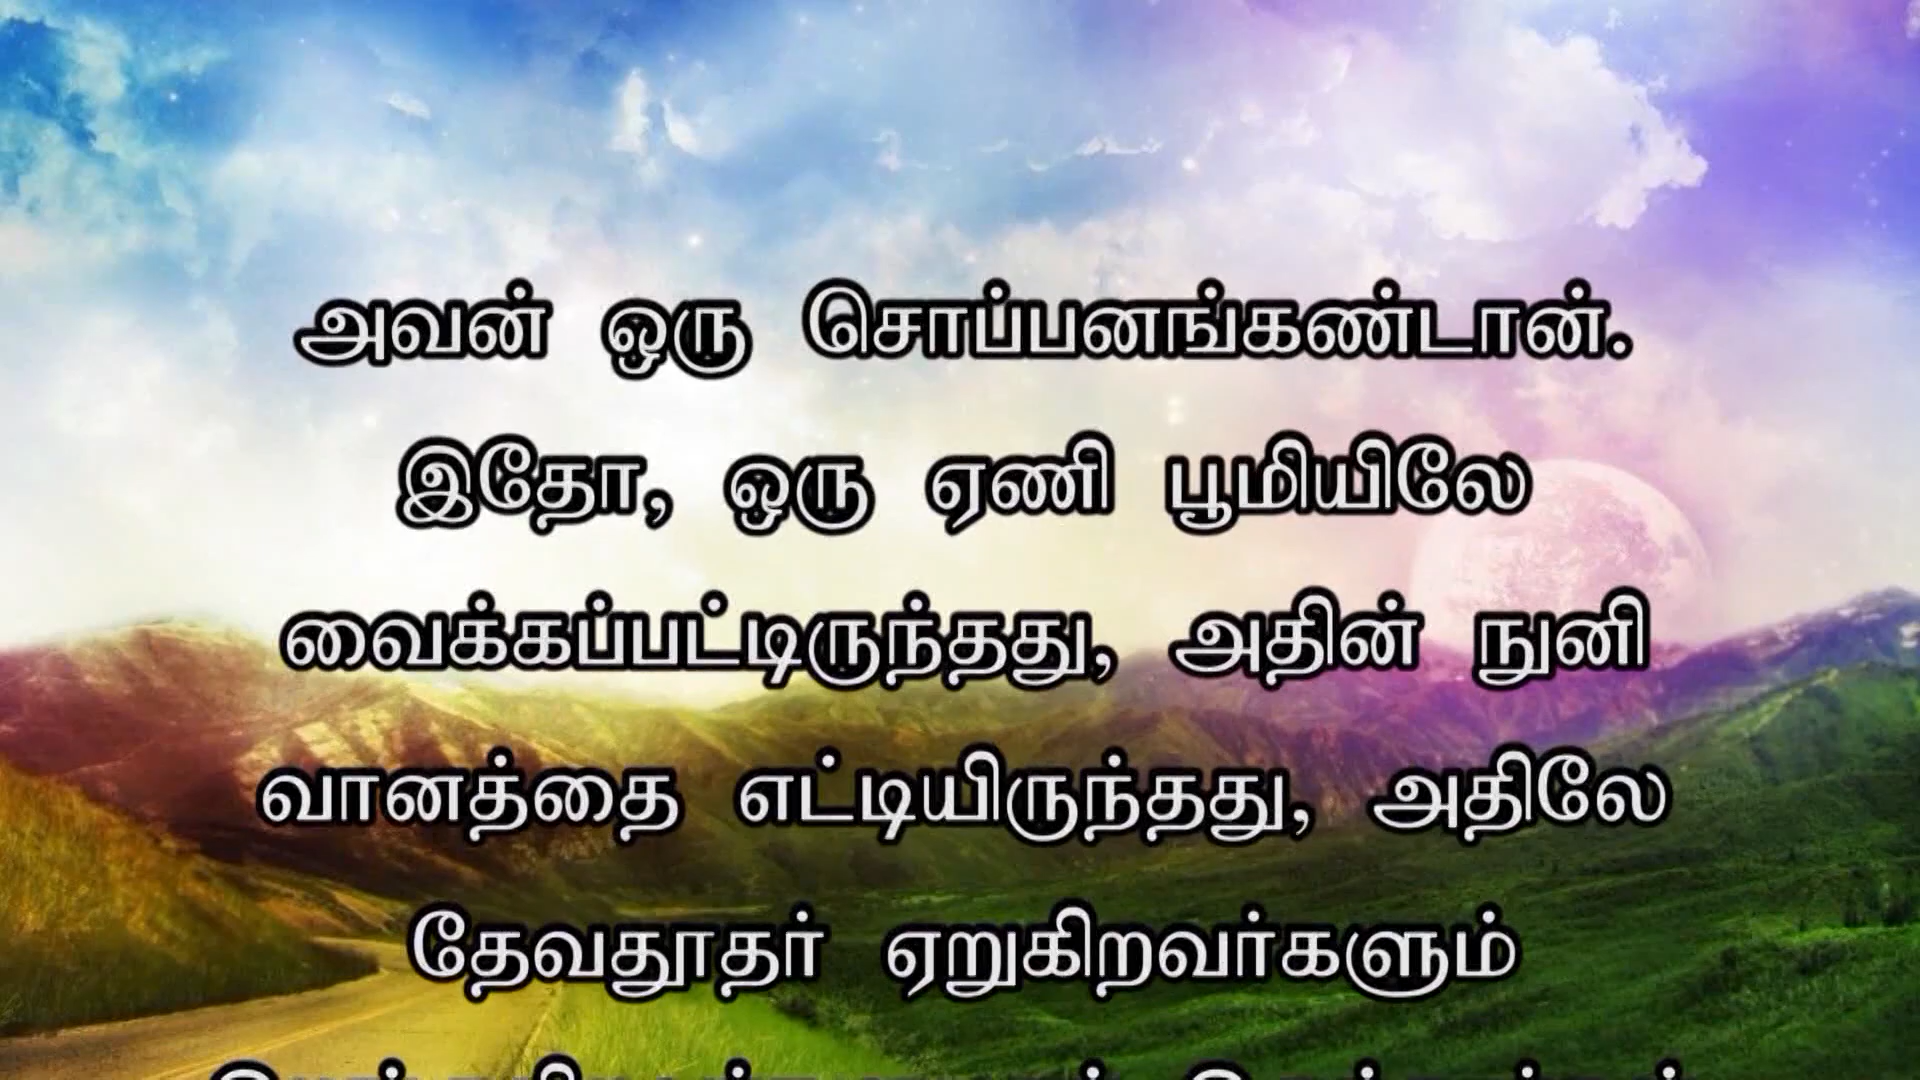 அவன் ஒரு சொப்பனங்கண்டான்.
இதோ, ஒரு ஏணி பூமியிலே
வைக்கப்பட்டிருந்தது, அதின் நுனி
வானத்தை எட்டியிருந்தது, அதிலே
தேவதூதர் ஏறுகிறவர்களும்